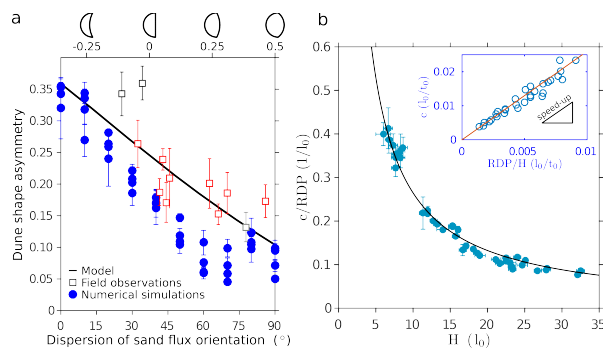 a
-0.25 0 0.25 0.5
Dune shape asymmetry
0.35
0.30
0.25
0.20
0.15
0.10
0.05
0
Model
Field observations
Numerical simulations
0 15 30 45 60 75 90
Dispersion of sand flux orientation (°)
b
c/RDP (1/l₀)
0.6
0.5
0.4
0.3
0.2
0.1
0
0 5 10 15 20 25 30 35
H (l₀)
c (l₀/t₀)
0.02
0.01
0
0 0.005 0.01
RDP/H (l₀/t₀)
speed-up